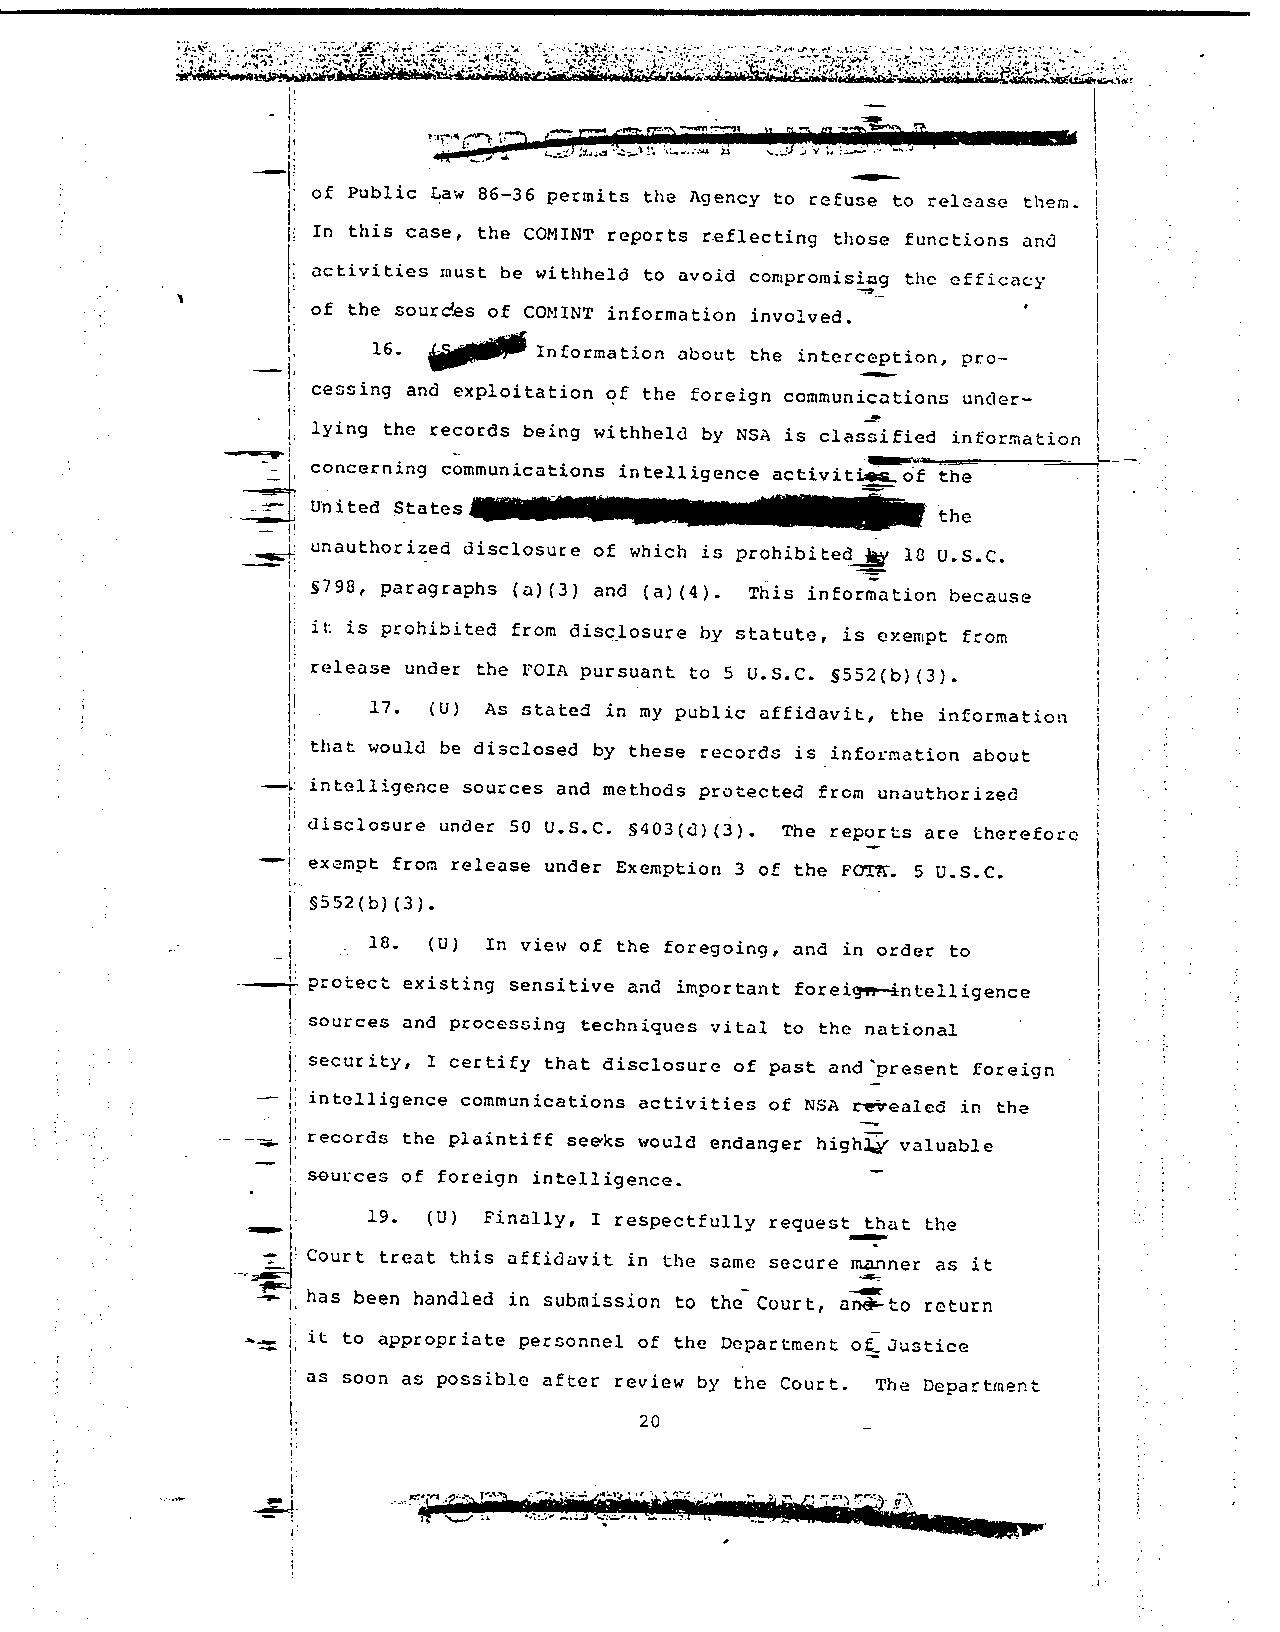 TOP SECRET UMBRA
of Public Law 86-36 permits the Agency to refuse to release them.
In this case, the COMINT reports reflecting those functions and
activities must be withheld to avoid compromising the efficacy
of the sources of COMINT information involved.
16. (S Information about the interception, pro-
cessing and exploitation of the foreign communications under-
lying the records being withheld by NSA is classified information
concerning communications intelligence activities of the
United States the
unauthorized disclosure of which is prohibited by 18 U.S.C.
§798, paragraphs (a)(3) and (a)(4). This information because
it is prohibited from disclosure by statute, is exempt from
release under the FOIA pursuant to 5 U.S.C. §552(b)(3).
17. (U) As stated in my public affidavit, the information
that would be disclosed by these records is information about
intelligence sources and methods protected from unauthorized
disclosure under 50 U.S.C. §403(d)(3). The reports are therefore
exempt from release under Exemption 3 of the FOIA. 5 U.S.C.
§552(b)(3).
18. (U) In view of the foregoing, and in order to
protect existing sensitive and important foreign intelligence
sources and processing techniques vital to the national
security, I certify that disclosure of past and present foreign
intelligence communications activities of NSA revealed in the
records the plaintiff seeks would endanger highly valuable
sources of foreign intelligence.
19. (U) Finally, I respectfully request that the
Court treat this affidavit in the same secure manner as it
has been handled in submission to the Court, and to return
it to appropriate personnel of the Department of Justice
as soon as possible after review by the Court. The Department
20
TOP SECRET UMBRA